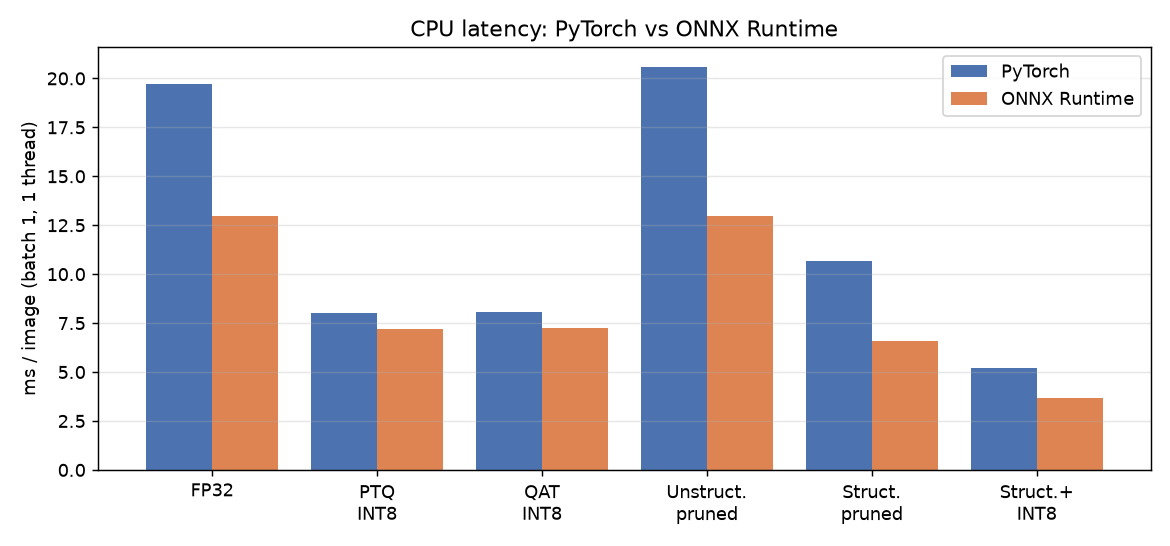 CPU latency: PyTorch vs ONNX Runtime
PyTorch
ONNX Runtime
ms / image (batch 1, 1 thread)
20.0
17.5
15.0
12.5
10.0
7.5
5.0
2.5
0.0
FP32
PTQ
INT8
QAT
INT8
Unstruct.
pruned
Struct.
pruned
Struct.+
INT8